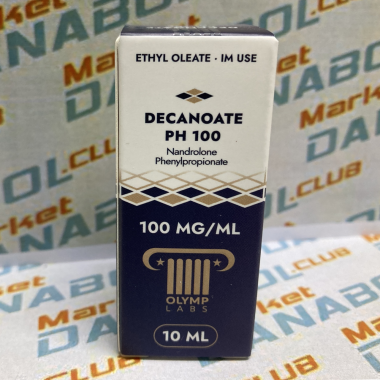 ETHYL OLEATE · IM USE
DECANOATE
PH 100
Nandrolone
Phenylpropionate
100 MG/ML
OLYMP
LABS
10 ML
DANABOL
Market
.CLUB
Market
.CLUB
Market
DANABOL
.CLUB
Market